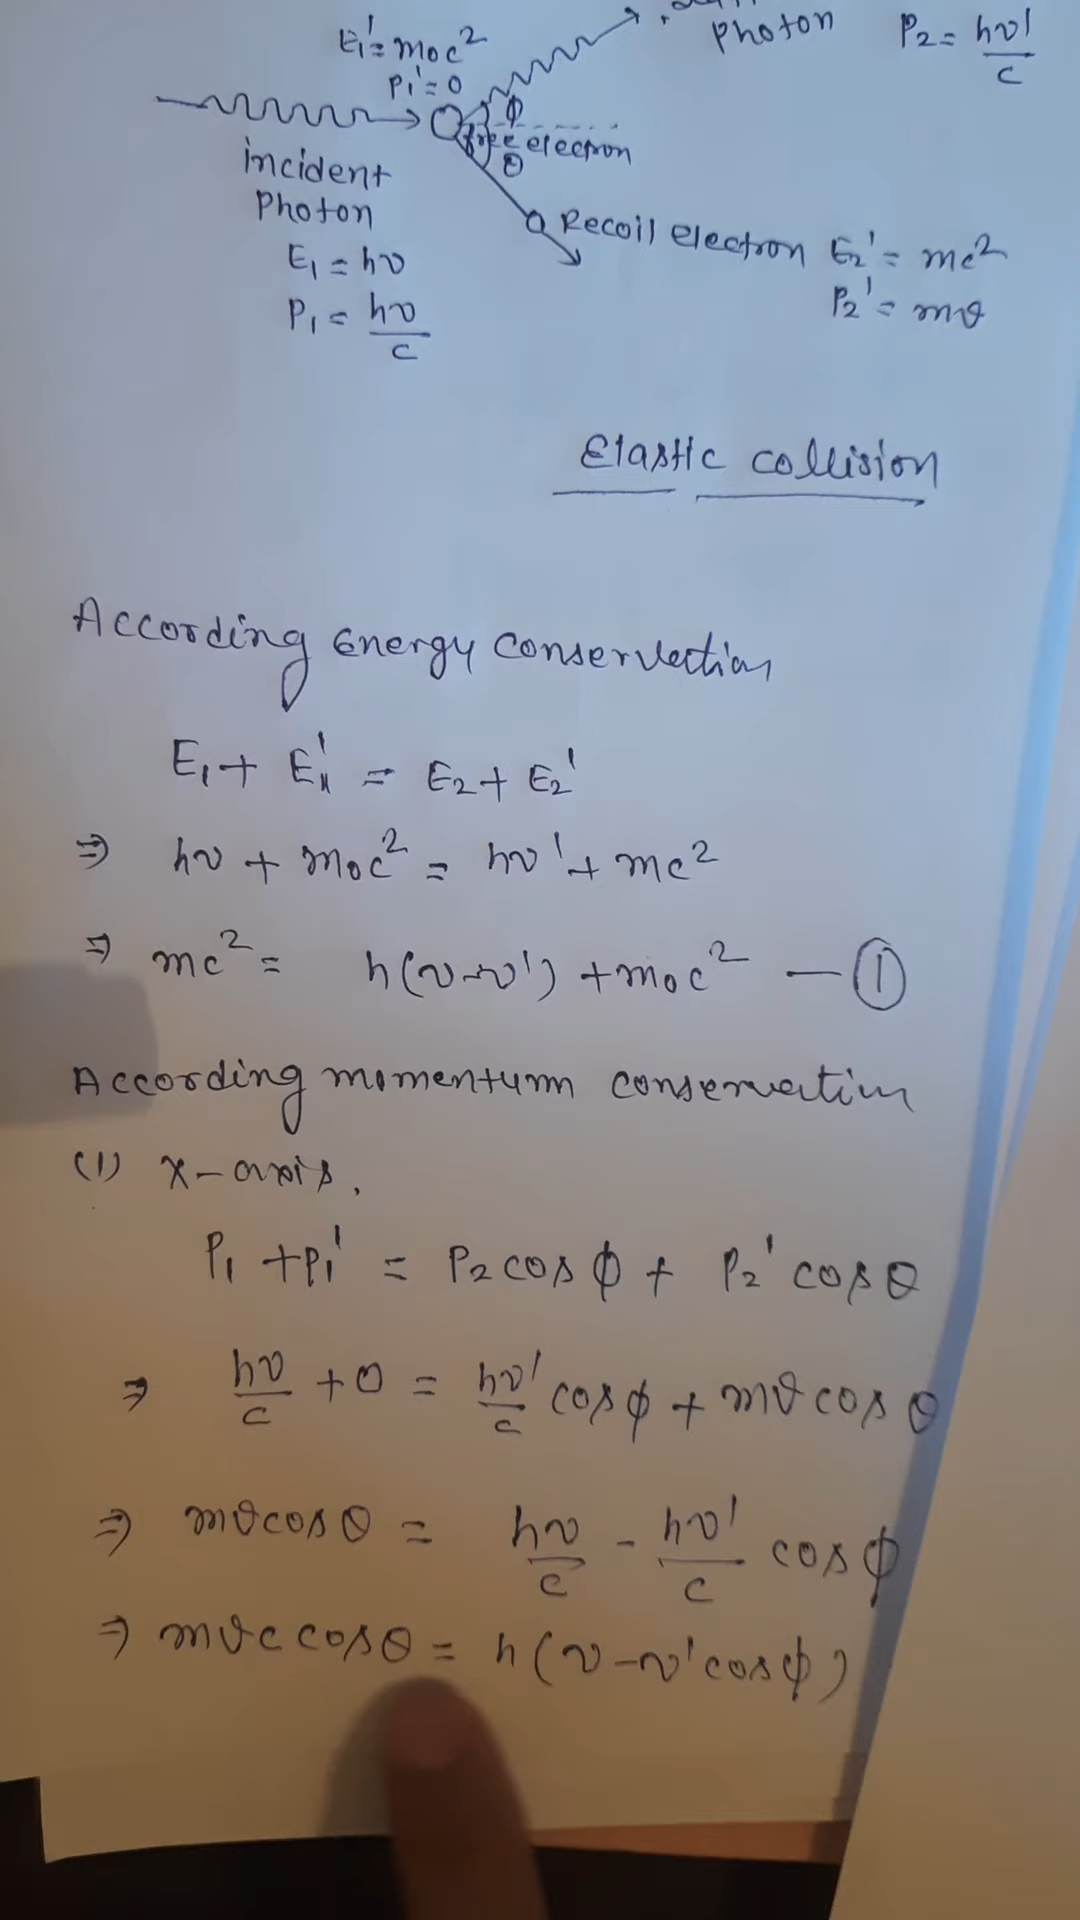 E₁' = m₀c²
P₁' = 0
Photon P₂ = hν'/c
φ
free electron
θ
incident
Photon
E₁ = hν
P₁ = hν/c
Recoil electron E₂' = mc²
P₂' = mv
Elastic collision
According Energy conservation
E₁ + E₁' = E₂ + E₂'
⇒ hν + m₀c² = hν' + mc²
⇒ mc² = h(ν-ν') + m₀c² — ①
According momentum conservation
(1) x-axis,
P₁ + P₁' = P₂ cos φ + P₂' cos θ
⇒ hν/c + 0 = hν'/c cos φ + mv cos θ
⇒ mv cos θ = hν/c - hν'/c cos φ
⇒ mvc cos θ = h(ν-ν' cos φ)